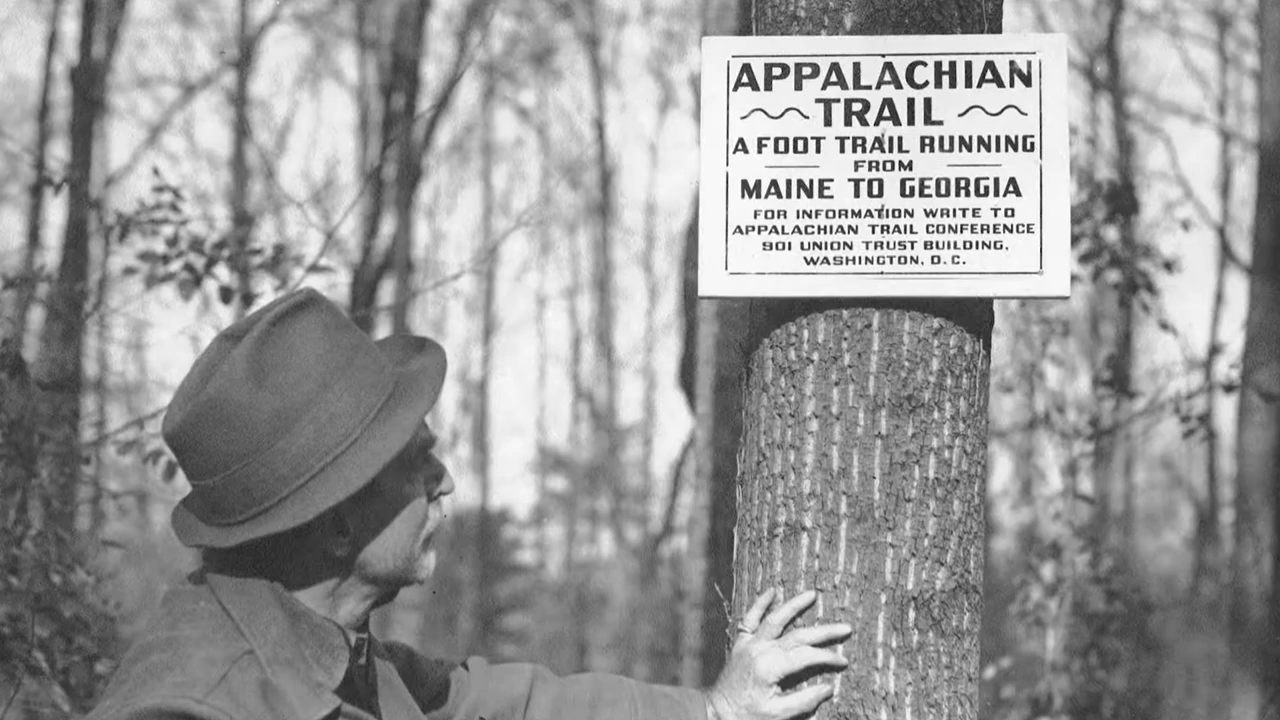 APPALACHIAN
TRAIL
A FOOT TRAIL RUNNING
FROM
MAINE TO GEORGIA
FOR INFORMATION WRITE TO
APPALACHIAN TRAIL CONFERENCE
901 UNION TRUST BUILDING,
WASHINGTON, D.C.